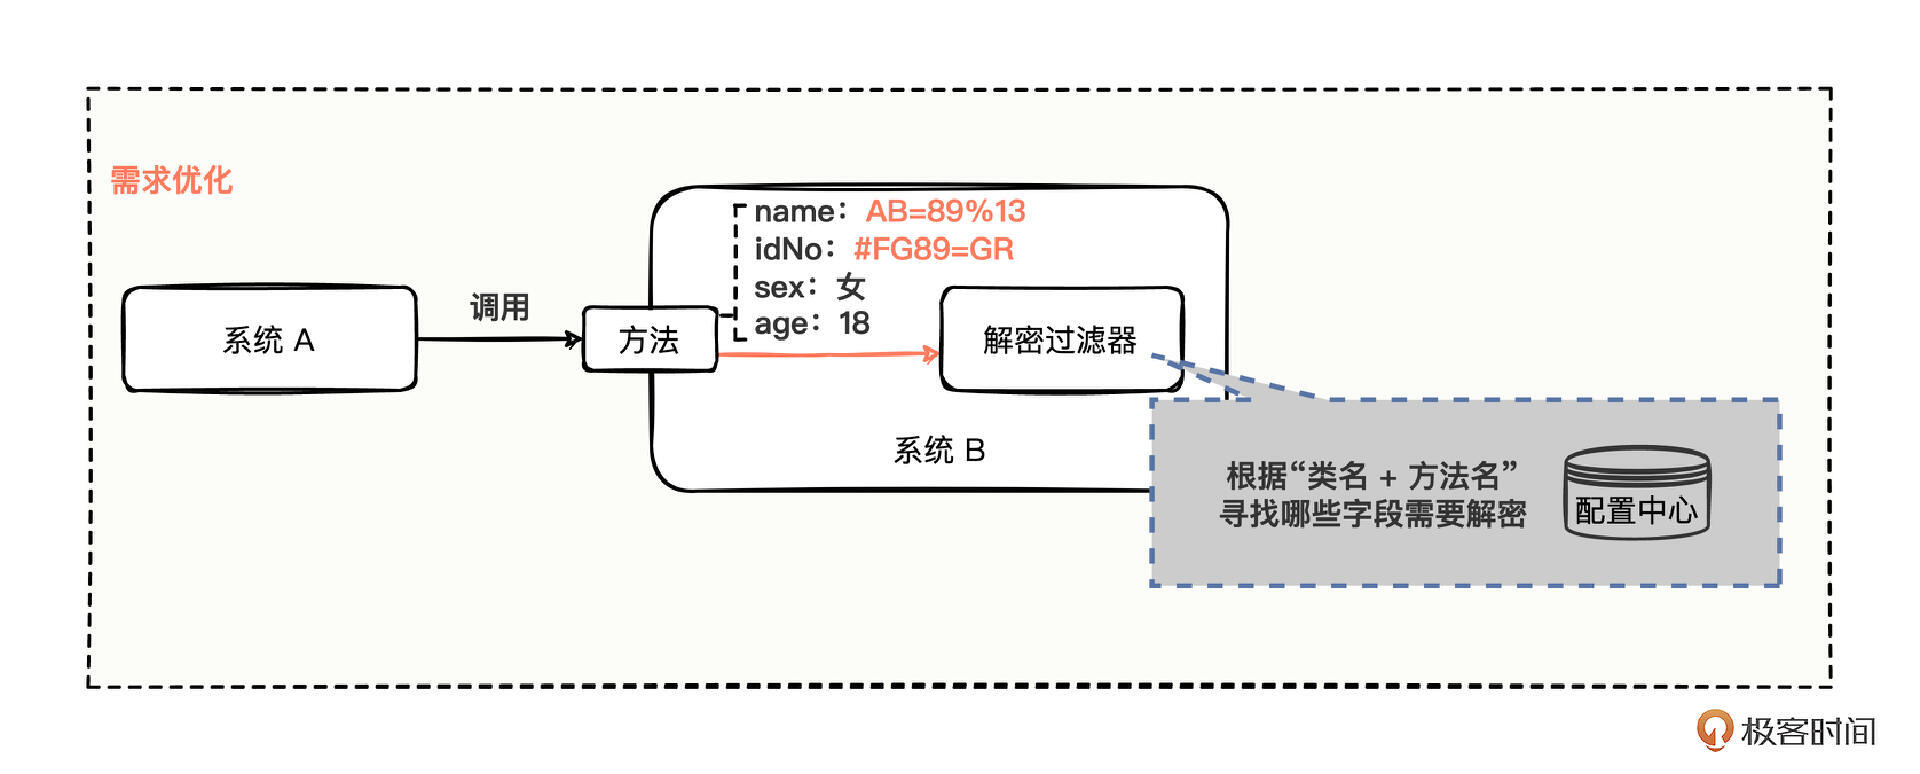 需求优化
name：AB=89%13
idNo：#FG89=GR
sex：女
age：18
系统 A
调用
方法
解密过滤器
系统 B
根据“类名 + 方法名”
寻找哪些字段需要解密
配置中心
极客时间